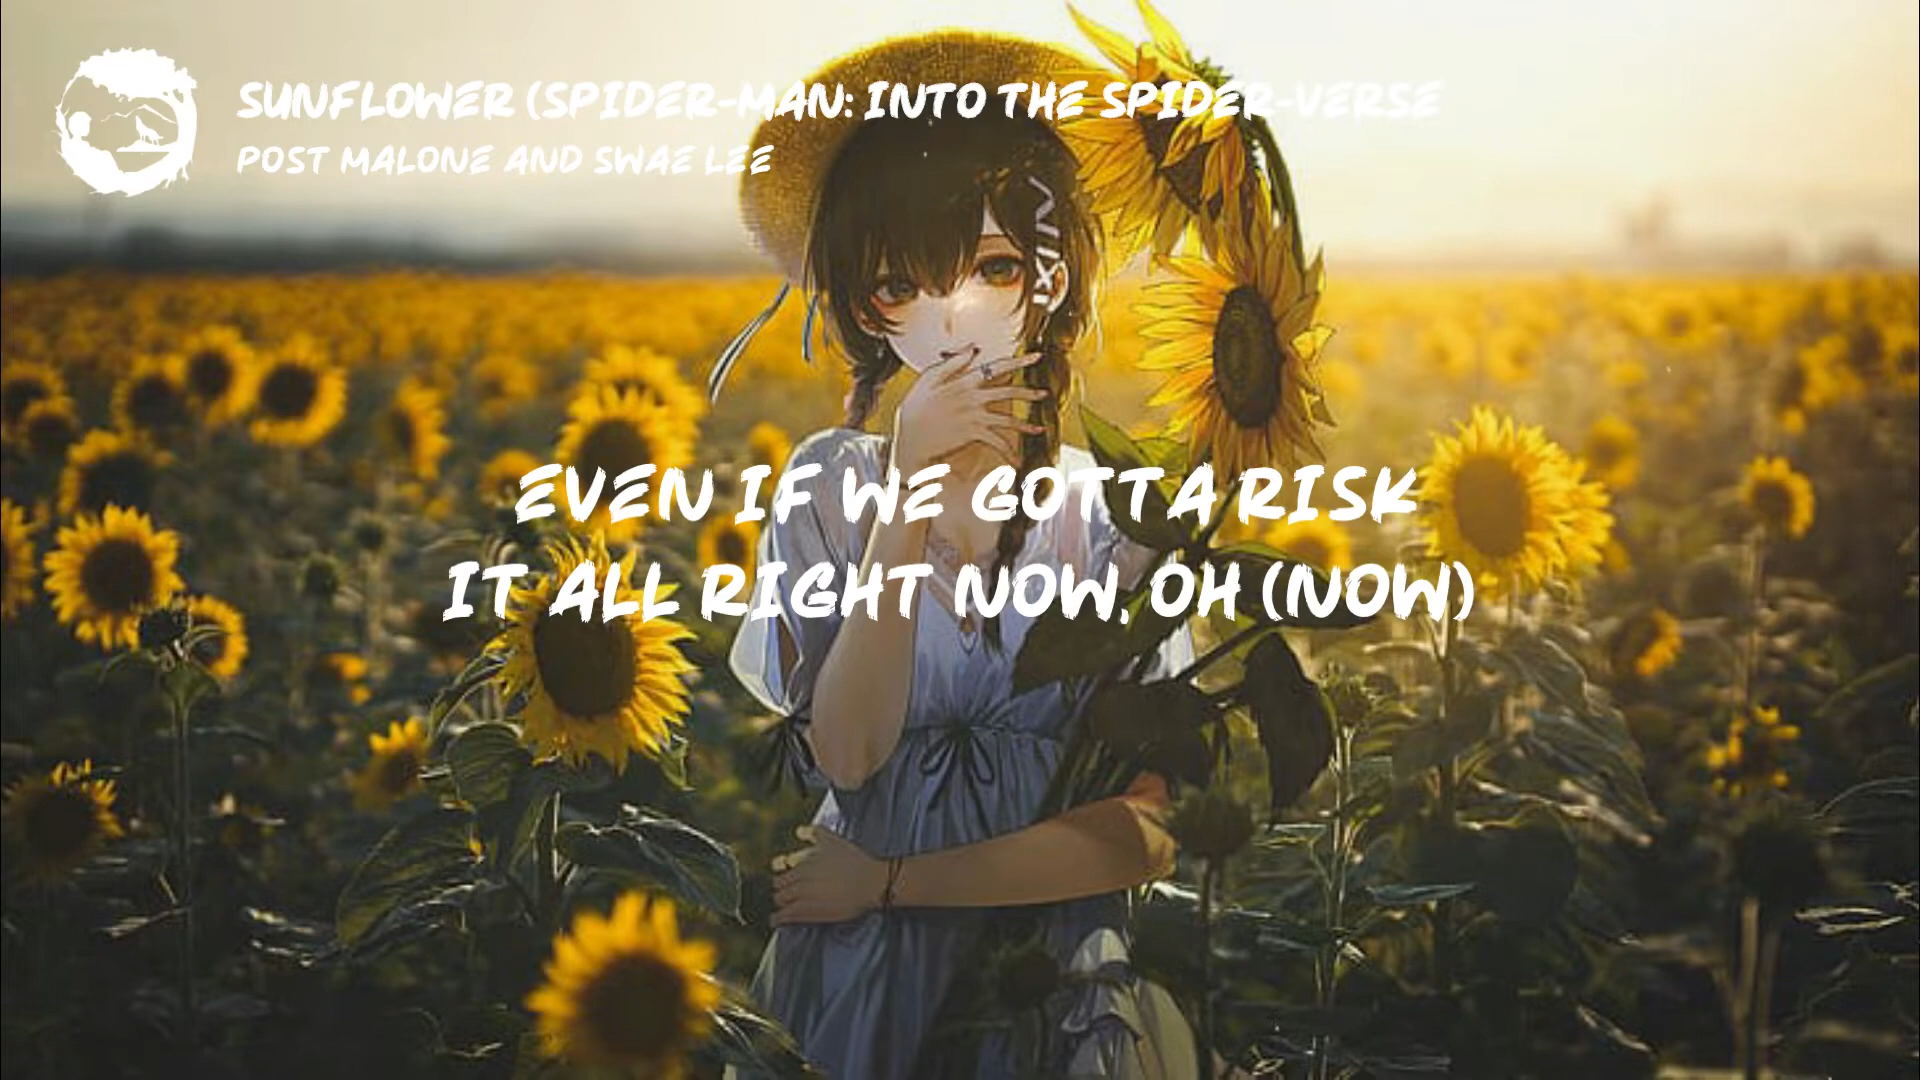 SUNFLOWER (SPIDER-MAN: INTO THE SPIDER-VERSE
POST MALONE AND SWAE LEE
EVEN IF WE GOTTA RISK
IT ALL RIGHT NOW, OH (NOW)